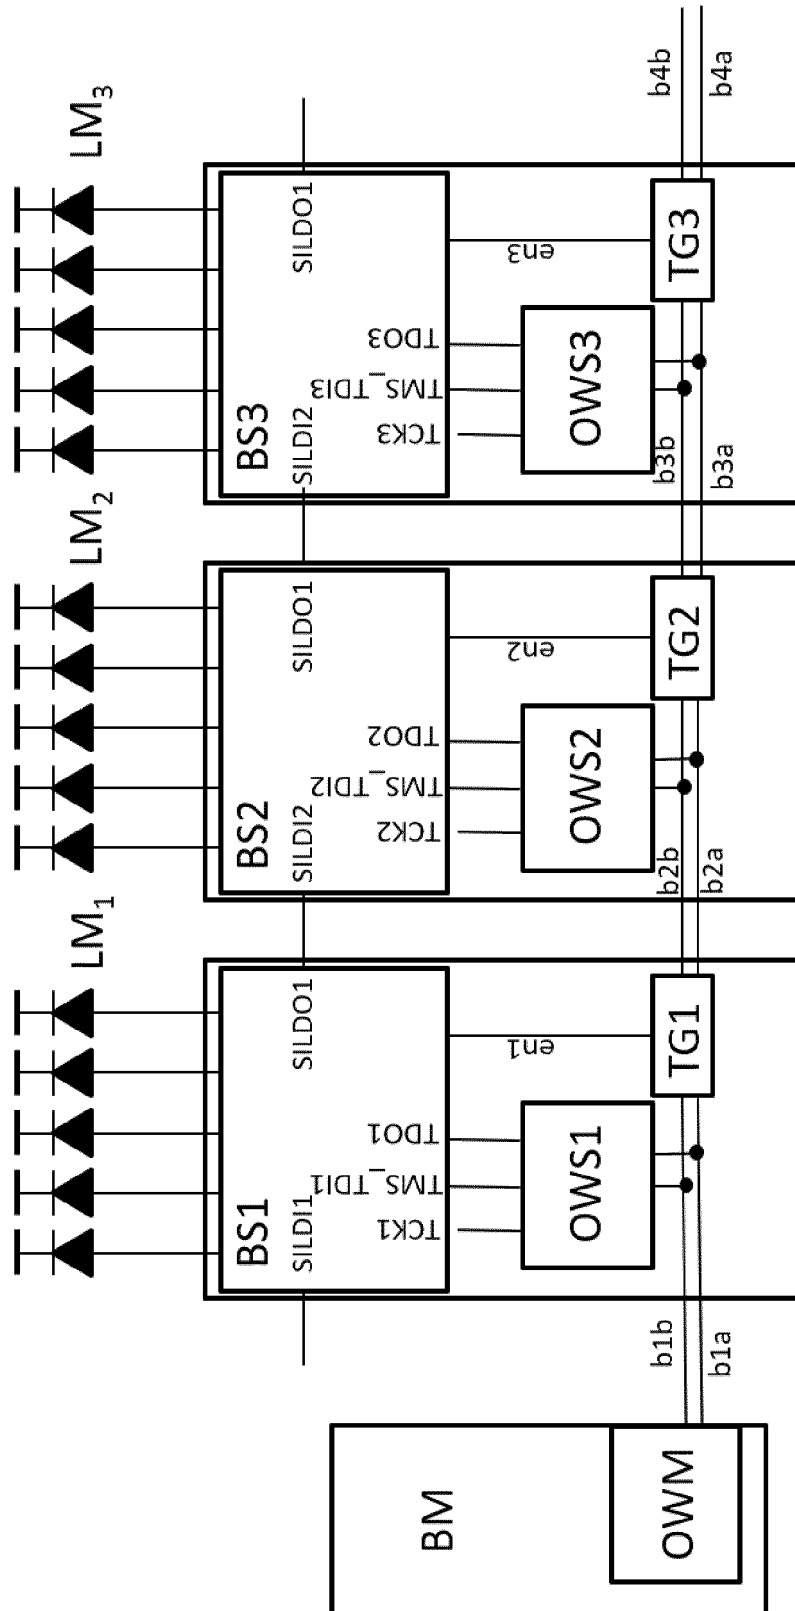 LM₁
LM₂
LM₃
BS1
SILDI1
SILDO1
TCK1
TMS_TDI1
TDO1
en1
OWS1
TG1
BS2
SILDI2
SILDO1
TCK2
TMS_TDI2
TDO2
en2
OWS2
TG2
BS3
SILDI2
SILDO1
TCK3
TMS_TDI3
TDO3
en3
OWS3
TG3
BM
OWM
b1b
b1a
b2b
b2a
b3b
b3a
b4b
b4a